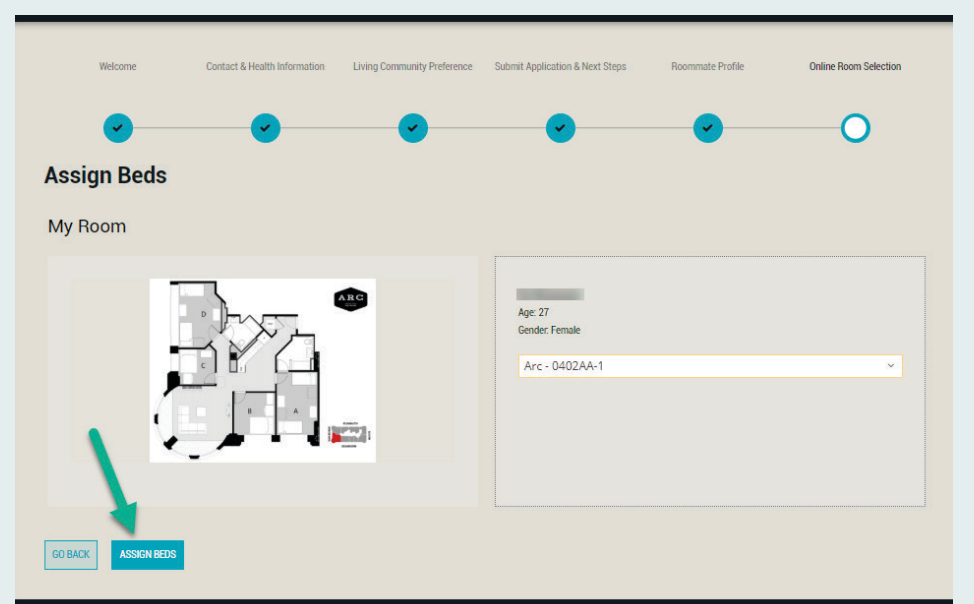 Welcome
Contact & Health Information
Living Community Preference
Submit Application & Next Steps
Roommate Profile
Online Room Selection
Assign Beds
My Room
ARC
D
C
B
A
Age: 27
Gender: Female
Arc - 0402AA-1
GO BACK
ASSIGN BEDS